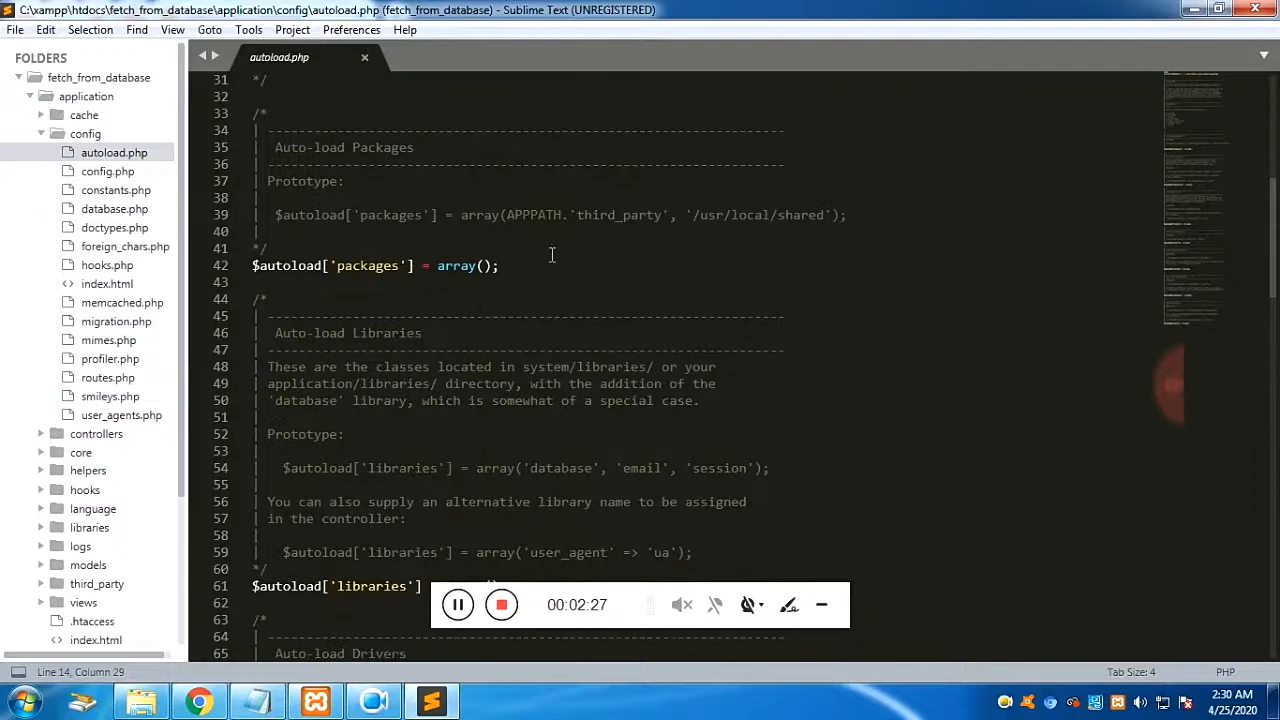 C:\xampp\htdocs\fetch_from_database\application\config\autoload.php (fetch_from_database) - Sublime Text (UNREGISTERED)
File Edit Selection Find View Goto Tools Project Preferences Help
FOLDERS
fetch_from_database
application
cache
config
autoload.php
config.php
constants.php
database.php
doctypes.php
foreign_chars.php
hooks.php
index.html
memcached.php
migration.php
mimes.php
profiler.php
routes.php
smileys.php
user_agents.php
controllers
core
helpers
hooks
language
libraries
logs
models
third_party
views
.htaccess
index.html
autoload.php
31 */
32
33 /*
34 | -------------------------------------------------------------------
35 | Auto-load Packages
36 | -------------------------------------------------------------------
37 | Prototype:
38 |
39 | $autoload['packages'] = array(APPPATH.'third_party', '/usr/local/shared');
40 |
41 */
42 $autoload['packages'] = array();
43
44 /*
45 | -------------------------------------------------------------------
46 | Auto-load Libraries
47 | -------------------------------------------------------------------
48 | These are the classes located in system/libraries/ or your
49 | application/libraries/ directory, with the addition of the
50 | 'database' library, which is somewhat of a special case.
51 |
52 | Prototype:
53 |
54 | $autoload['libraries'] = array('database', 'email', 'session');
55 |
56 | You can also supply an alternative library name to be assigned
57 | in the controller:
58 |
59 | $autoload['libraries'] = array('user_agent' => 'ua');
60 */
61 $autoload['libraries']
62
63 /*
64 | -------------------------------------------------------------------
65 | Auto-load Drivers
00:02:27
Line 14, Column 29
Tab Size: 4
PHP
2:30 AM
4/25/2020